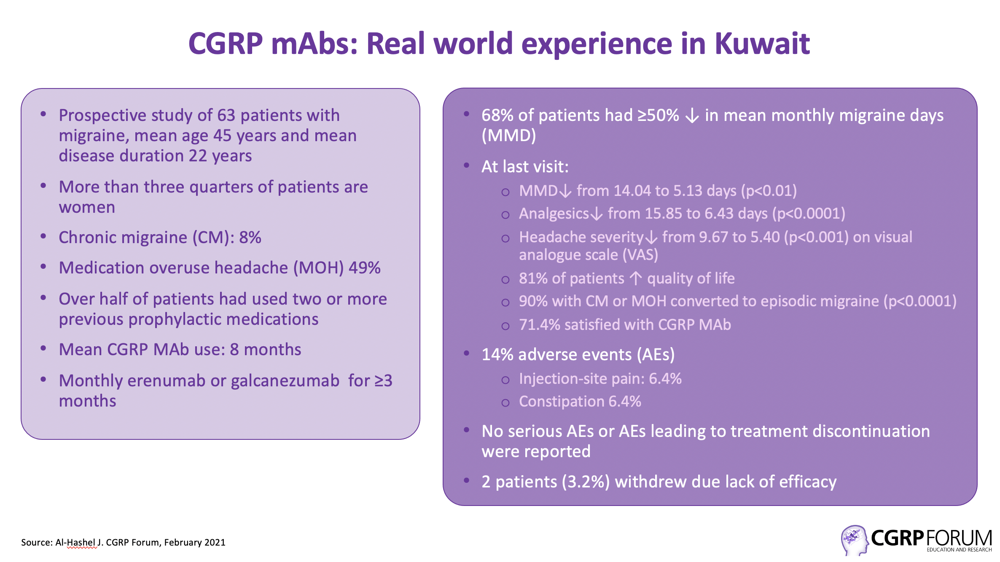 CGRP mAbs: Real world experience in Kuwait
• Prospective study of 63 patients with
migraine, mean age 45 years and mean
disease duration 22 years
• More than three quarters of patients are
women
• Chronic migraine (CM): 8%
• Medication overuse headache (MOH) 49%
• Over half of patients had used two or more
previous prophylactic medications
• Mean CGRP MAb use: 8 months
• Monthly erenumab or galcanezumab  for ≥3
months
• 68% of patients had ≥50% ↓ in mean monthly migraine days
(MMD)
• At last visit:
o MMD↓ from 14.04 to 5.13 days (p<0.01)
o Analgesics↓ from 15.85 to 6.43 days (p<0.0001)
o Headache severity↓ from 9.67 to 5.40 (p<0.001) on visual
analogue scale (VAS)
o 81% of patients ↑ quality of life
o 90% with CM or MOH converted to episodic migraine (p<0.0001)
o 71.4% satisfied with CGRP MAb
• 14% adverse events (AEs)
o Injection-site pain: 6.4%
o Constipation 6.4%
• No serious AEs or AEs leading to treatment discontinuation
were reported
• 2 patients (3.2%) withdrew due lack of efficacy
Source: Al-Hashel J. CGRP Forum, February 2021
CGRP FORUM
EDUCATION AND RESEARCH